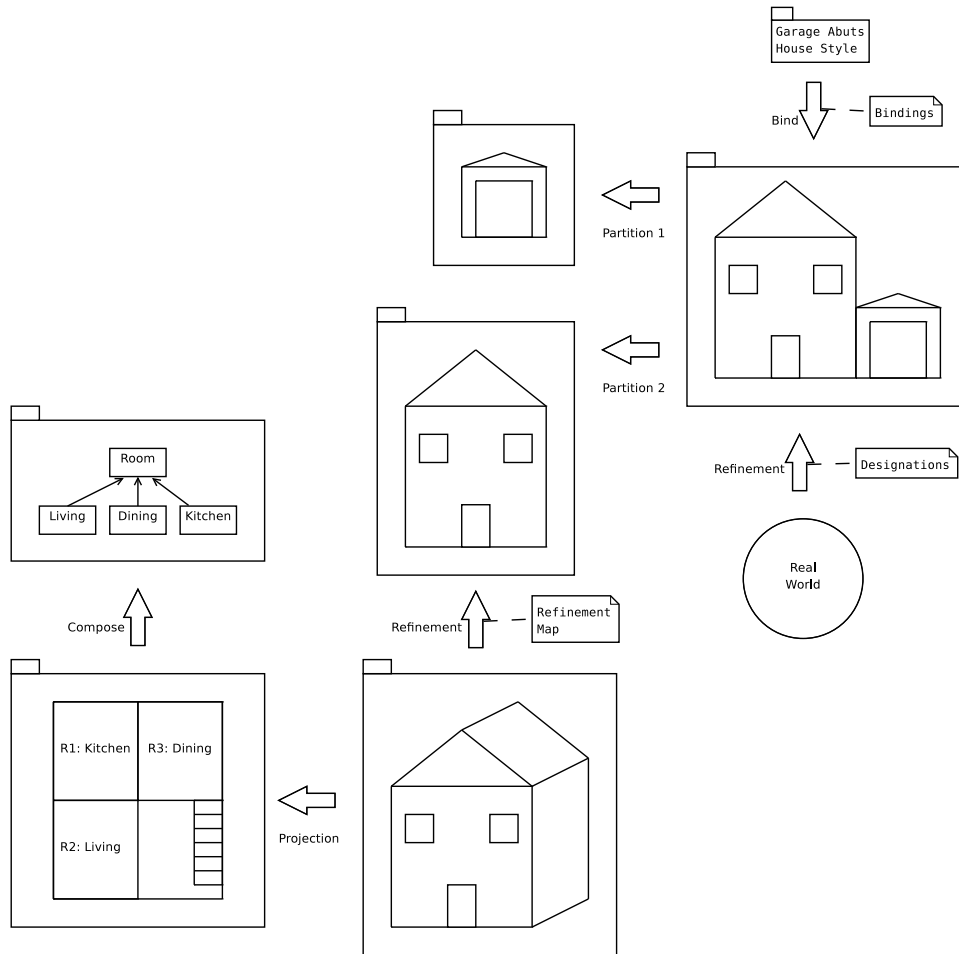 Garage Abuts
House Style
Bind
Bindings
Partition 1
Partition 2
Refinement
Designations
Real
World
Room
Living
Dining
Kitchen
Compose
Refinement
Refinement
Map
R1: Kitchen
R3: Dining
R2: Living
Projection